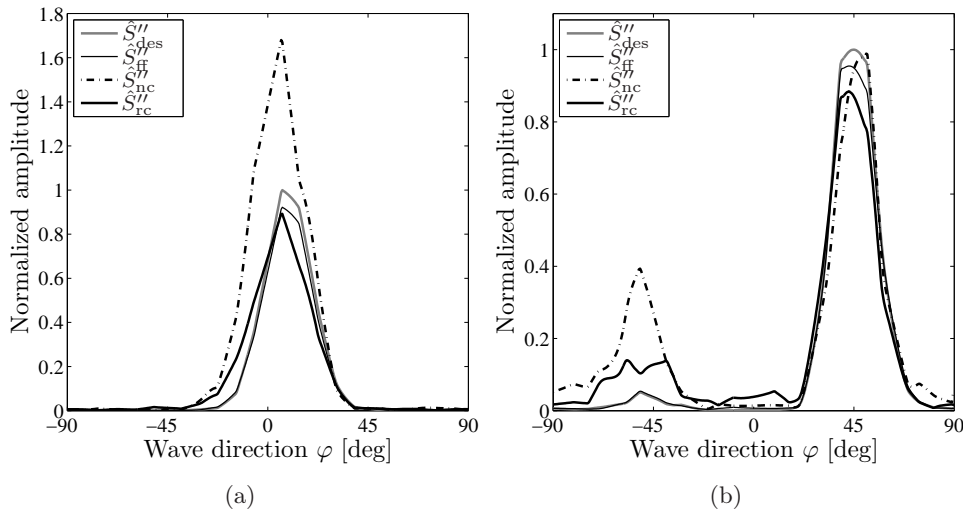 1.8
1.6
1.4
1.2
1
0.8
0.6
0.4
0.2
0
−90
−45
0
45
90
Normalized amplitude
Wave direction φ [deg]
Ŝ″des
Ŝ″ff
Ŝ″nc
Ŝ″rc
(a)
1
0.8
0.6
0.4
0.2
0
−90
−45
0
45
90
Normalized amplitude
Wave direction φ [deg]
Ŝ″des
Ŝ″ff
Ŝ″nc
Ŝ″rc
(b)